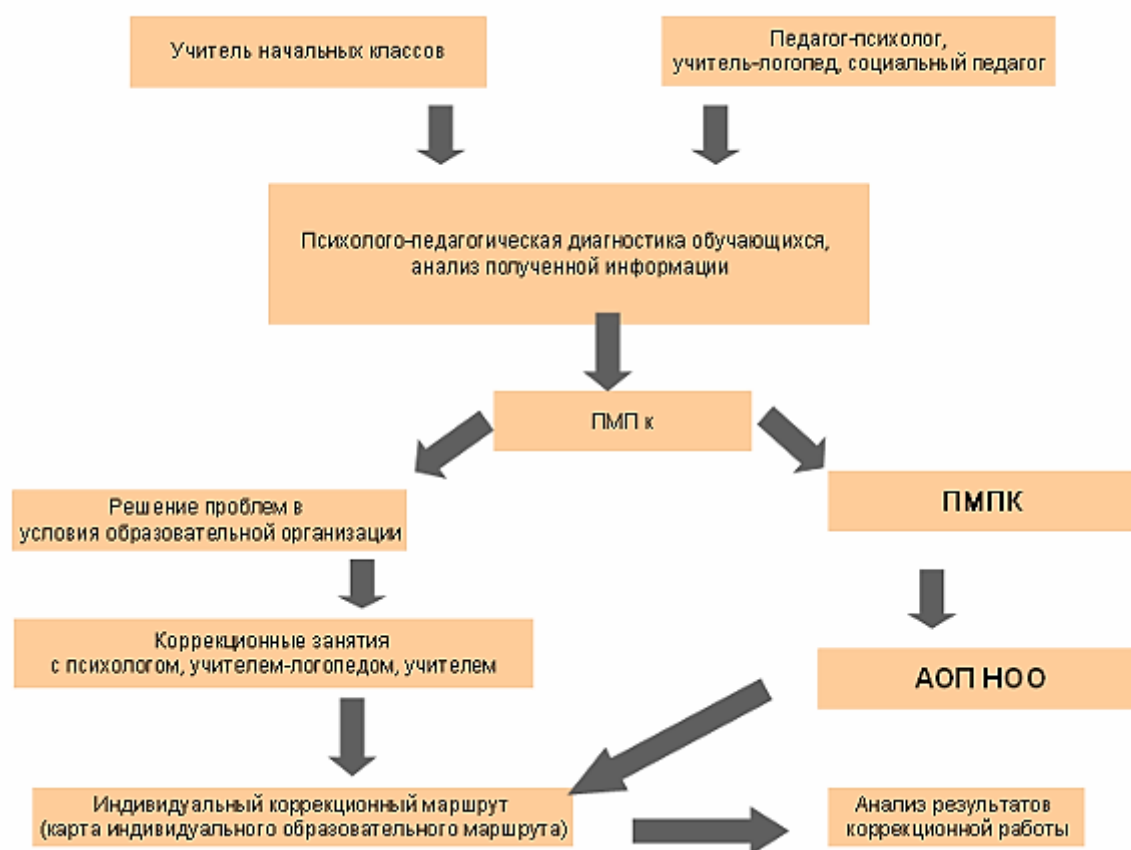 Учитель начальных классов
Педагог-психолог,
учитель-логопед, социальный педагог
Психолого-педагогическая диагностика обучающихся,
анализ полученной информации
ПМП к
Решение проблем в
условия образовательной организации
ПМПК
Коррекционные занятия
с психологом, учителем-логопедом, учителем
АОП НОО
Индивидуальный коррекционный маршрут
(карта индивидуального образовательного маршрута)
Анализ результатов
коррекционной работы